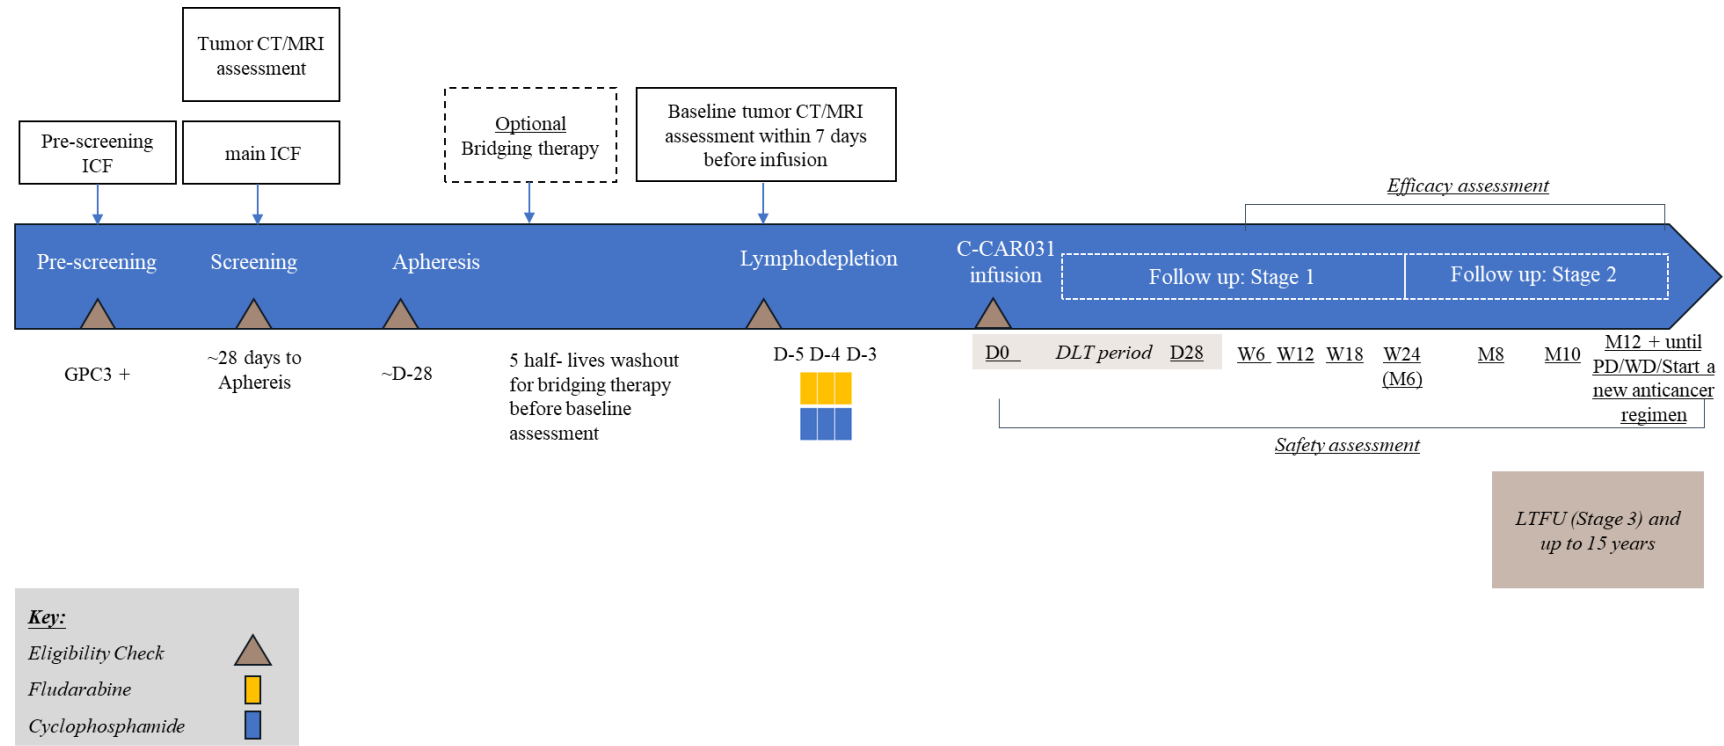 Tumor CT/MRI
assessment
Pre-screening
ICF
main ICF
Optional
Bridging therapy
Baseline tumor CT/MRI
assessment within 7 days
before infusion
Efficacy assessment
Pre-screening
Screening
Apheresis
Lymphodepletion
C-CAR031
infusion
Follow up: Stage 1
Follow up: Stage 2
GPC3 +
~28 days to
Aphereis
~D-28
5 half- lives washout
for bridging therapy
before baseline
assessment
D-5 D-4 D-3
D0
DLT period
D28
W6
W12
W18
W24
(M6)
M8
M10
M12 + until
PD/WD/Start a
new anticancer
regimen
Safety assessment
LTFU (Stage 3) and
up to 15 years
Key:
Eligibility Check
Fludarabine
Cyclophosphamide